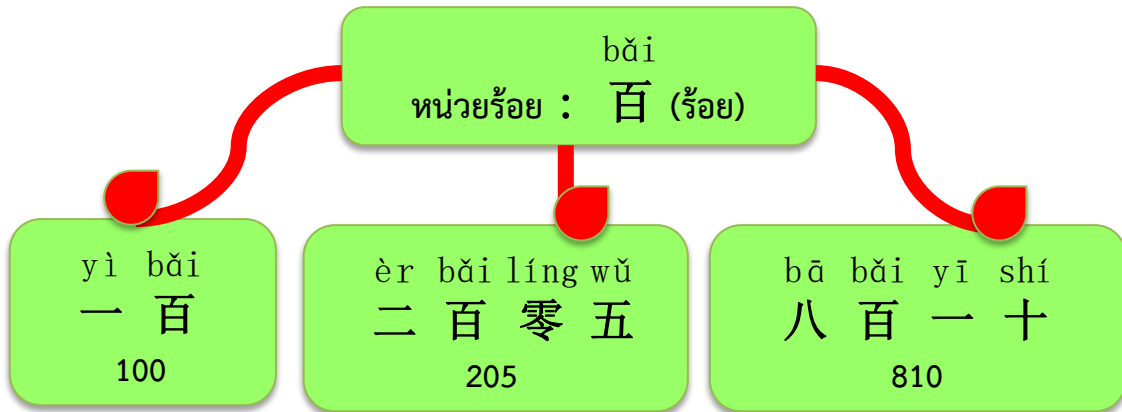 bǎi
หน่วยร้อย : 百 (ร้อย)
yì bǎi
一 百
100
èr bǎi líng wǔ
二 百 零 五
205
bā bǎi yī shí
八 百 一 十
810